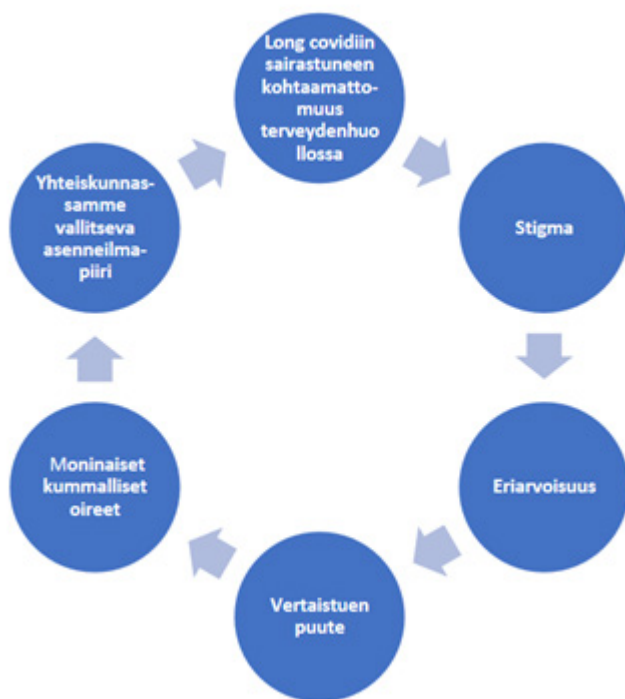 Long covidiin
sairastuneen
kohtaamatto-
muus
terveydenhuo
llossa
Stigma
Eriarvoisuus
Vertaistuen
puute
Moninaiset
kummalliset
oireet
Yhteiskunnas-
samme
vallitseva
asenneilma-
piiri